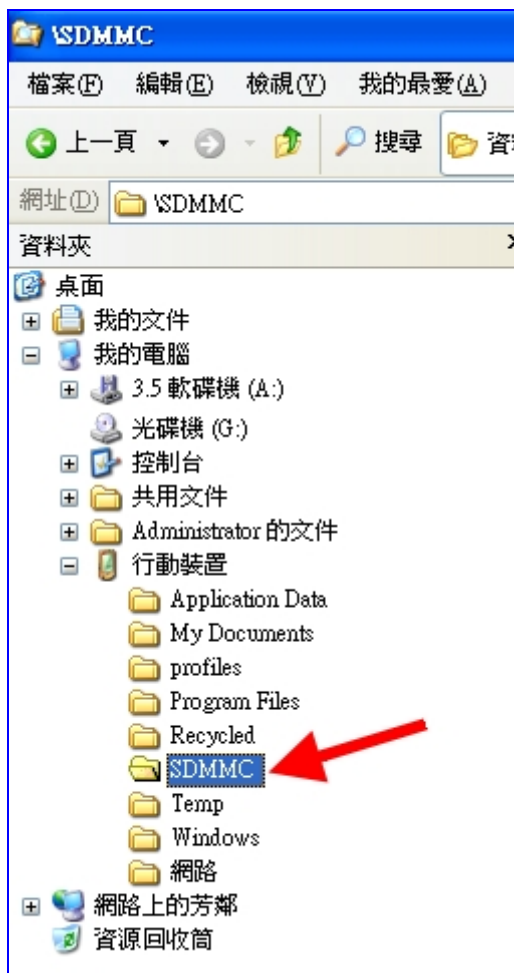 \SDMMC
檔案(F) 編輯(E) 檢視(V) 我的最愛(A)
上一頁 搜尋 資
網址(D) \SDMMC
資料夾
桌面
我的文件
我的電腦
3.5 軟碟機 (A:)
光碟機 (G:)
控制台
共用文件
Administrator 的文件
行動裝置
Application Data
My Documents
profiles
Program Files
Recycled
SDMMC
Temp
Windows
網路
網路上的芳鄰
資源回收筒